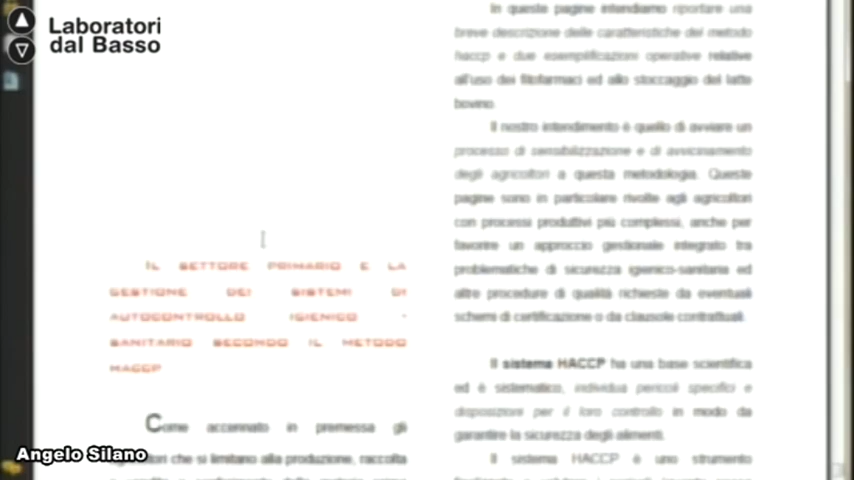 Laboratori
dal Basso
IL SETTORE PRIMARIO E LA
GESTIONE DEI SISTEMI DI
AUTOCONTROLLO IGIENICO -
SANITARIO SECONDO IL METODO
HACCP
Come accennato in premessa gli
agricoltori che si limitano alla produzione, raccolta
In queste pagine intendiamo riportare una
breve descrizione delle caratteristiche del metodo
haccp e due esemplificazioni operative relative
all'uso dei fitofarmaci ed allo stoccaggio del latte
bovino.
Il nostro intendimento è quello di avviare un
processo di sensibilizzazione e di avvicinamento
degli agricoltori a questa metodologia. Queste
pagine sono in particolare rivolte agli agricoltori
con processi produttivi più complessi, anche per
favorire un approccio gestionale integrato tra
problematiche di sicurezza igienico-sanitaria ed
altre procedure di qualità richieste da eventuali
schemi di certificazione o da clausole contrattuali.
Il sistema HACCP ha una base scientifica
ed è sistematico, individua pericoli specifici e
disposizioni per il loro controllo in modo da
garantire la sicurezza degli alimenti.
Il sistema HACCP è uno strumento
Angelo Silano